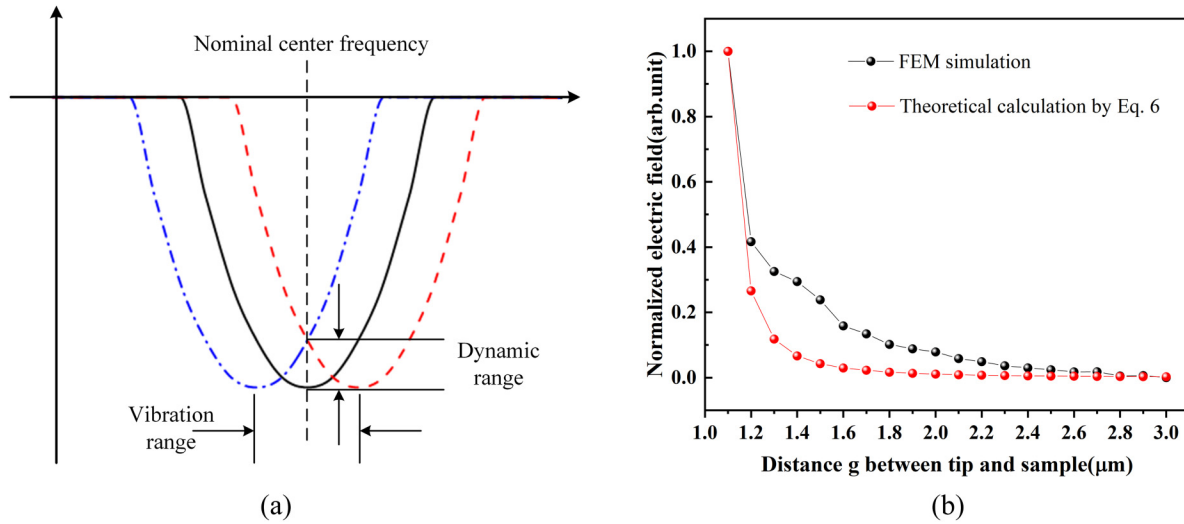 Nominal center frequency
Dynamic
range
Vibration
range
(a)
Normalized electric field(arb.unit)
1.0
0.8
0.6
0.4
0.2
0.0
FEM simulation
Theoretical calculation by Eq. 6
1.0 1.2 1.4 1.6 1.8 2.0 2.2 2.4 2.6 2.8 3.0
Distance g between tip and sample(μm)
(b)